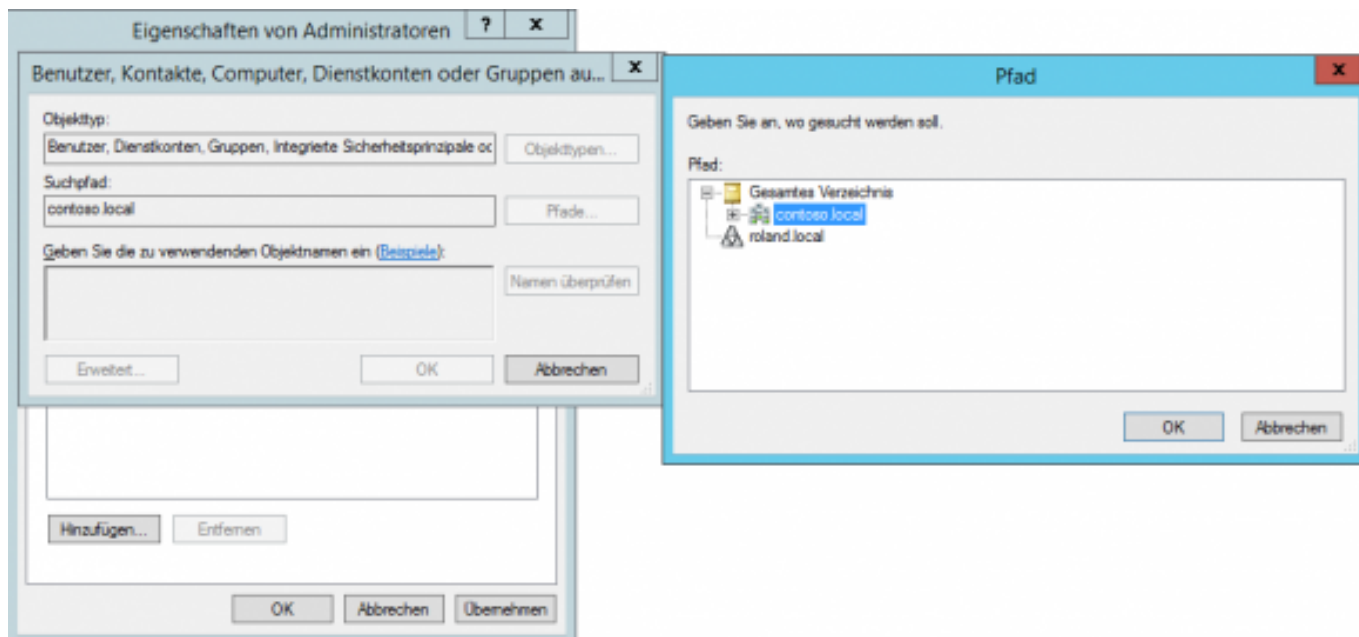 Eigenschaften von Administratoren
?
x
Benutzer, Kontakte, Computer, Dienstkonten oder Gruppen au...
x
Objekttyp:
Benutzer, Dienstkonten, Gruppen, Integrierte Sicherheitsprinzipale oc
Objekttypen...
Suchpfad:
contoso.local
Pfade...
Geben Sie die zu verwendenden Objektnamen ein (Beispiele):
Namen überprüfen
Erweitert...
OK
Abbrechen
Hinzufügen...
Entfernen
OK
Abbrechen
Übernehmen
Pfad
x
Geben Sie an, wo gesucht werden soll.
Pfad:
Gesamtes Verzeichnis
contoso.local
roland.local
OK
Abbrechen